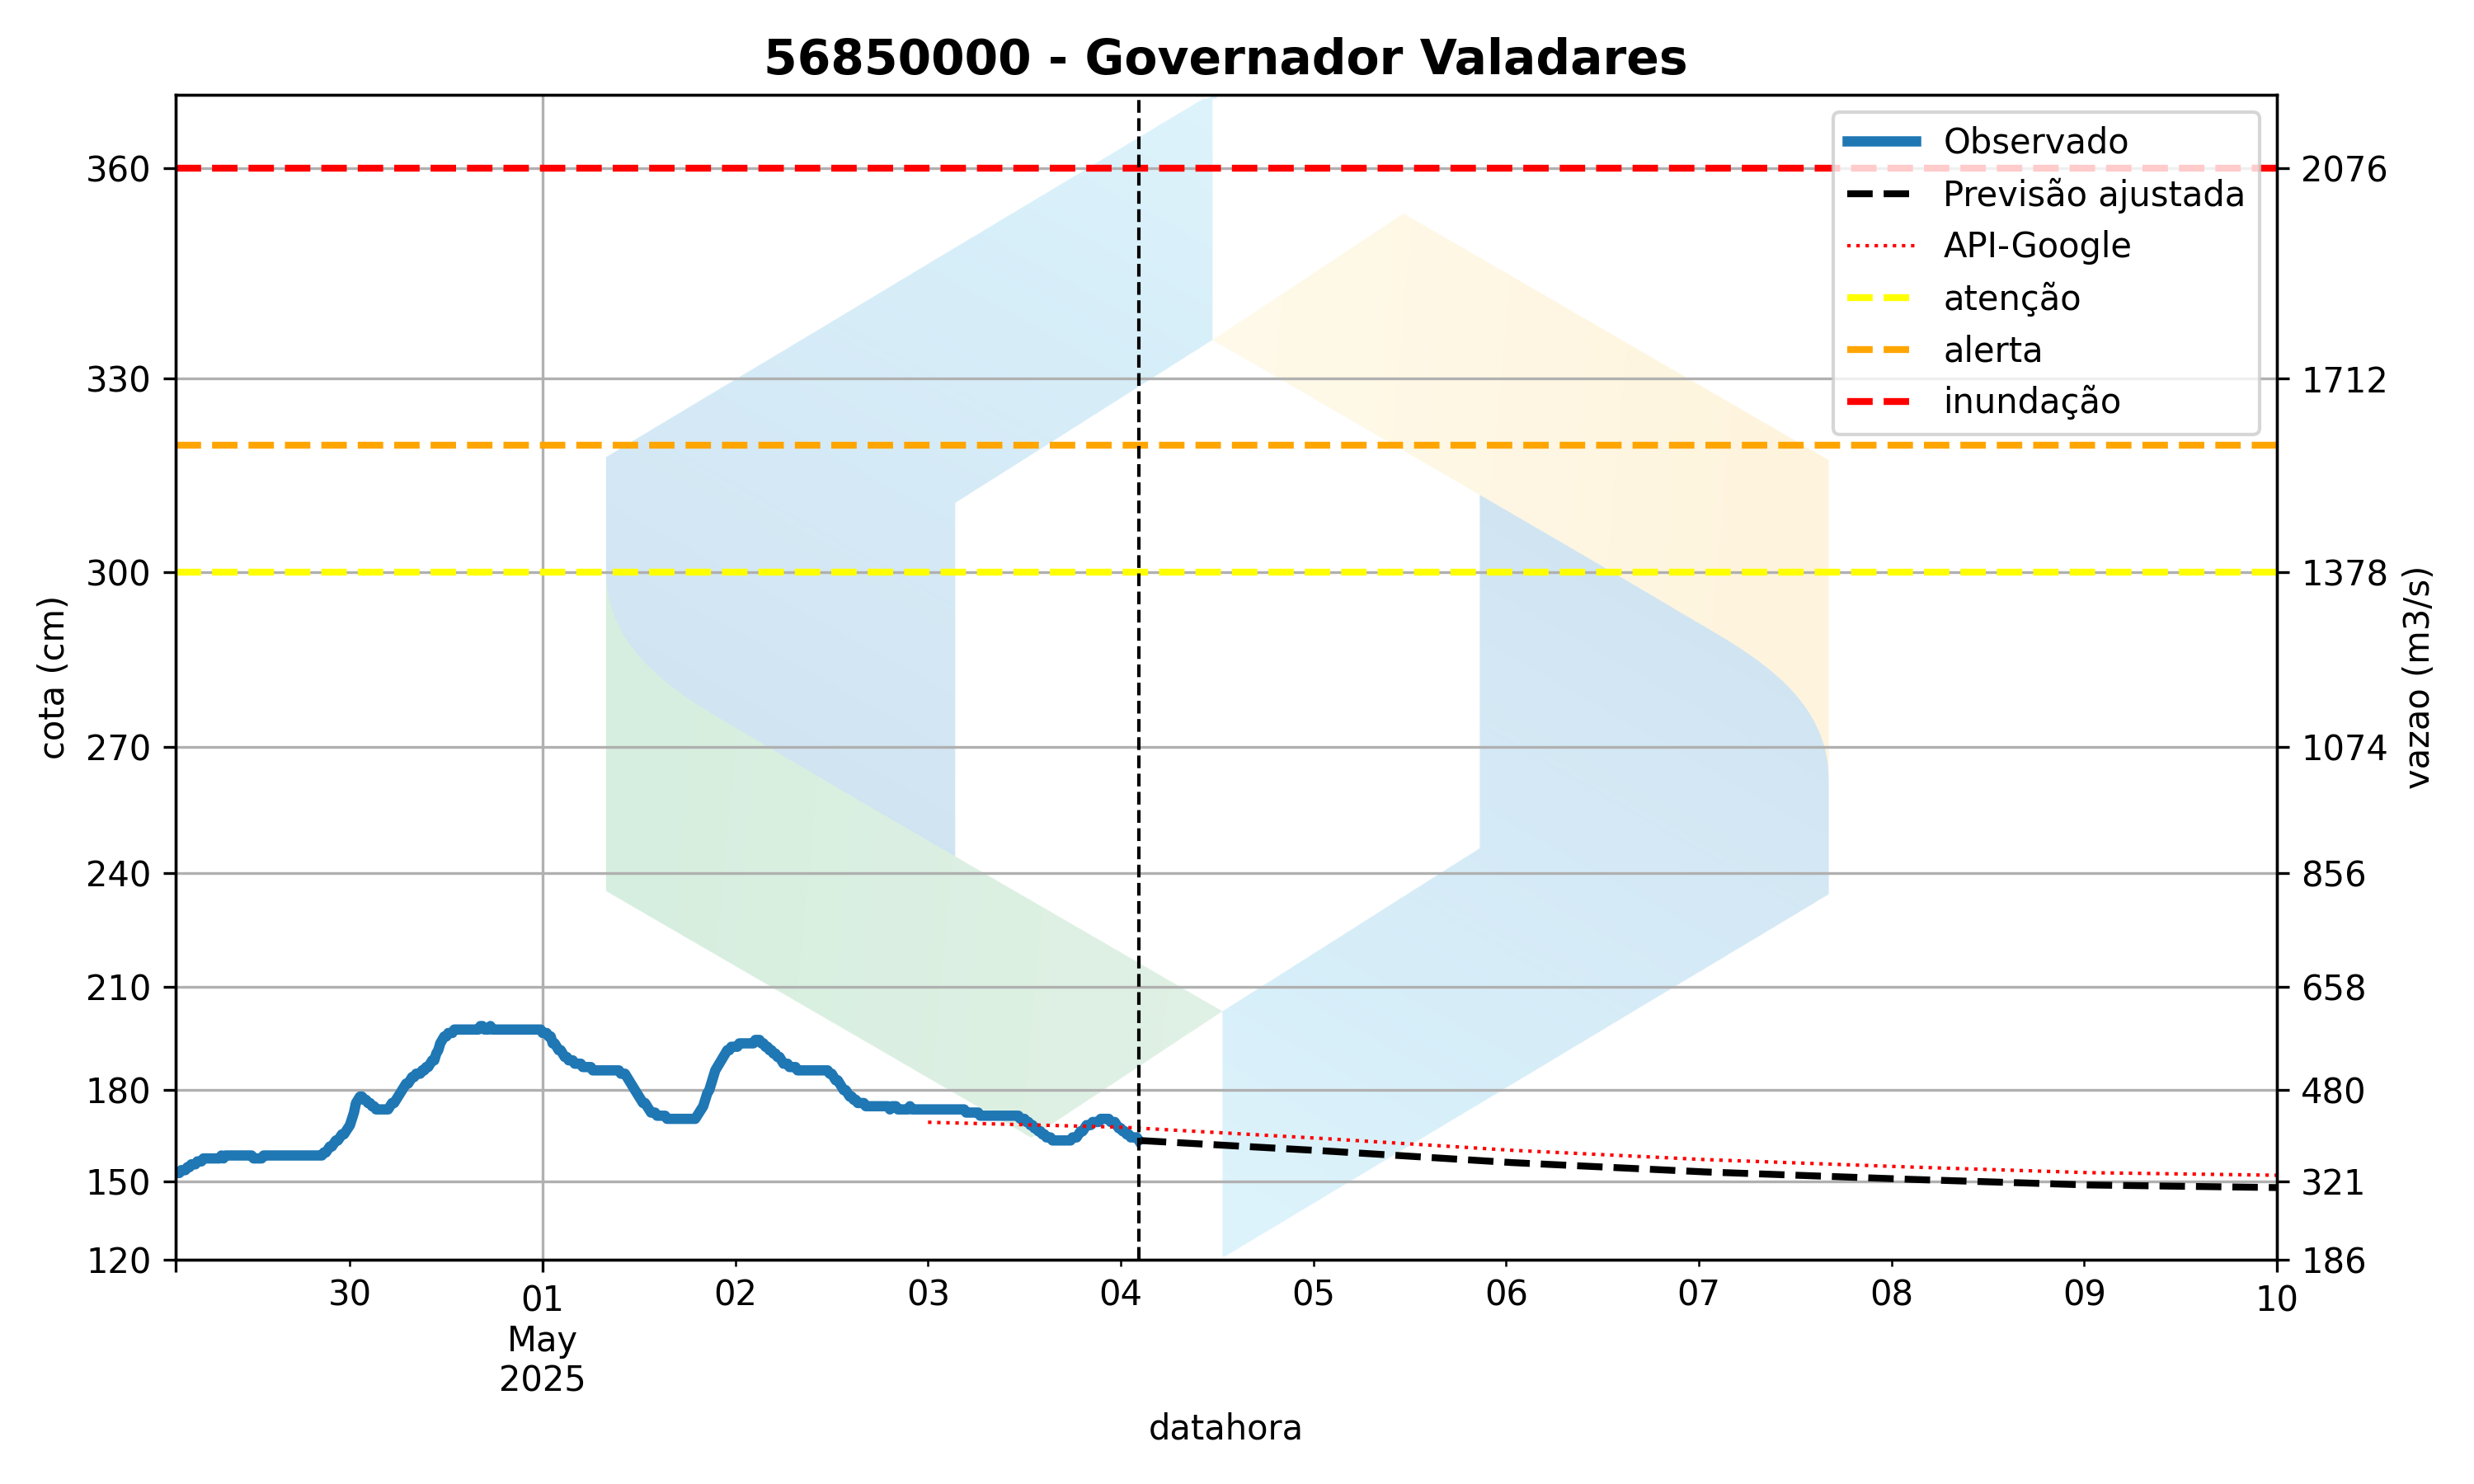 56850000 - Governador Valadares
Observado
Previsão ajustada
API-Google
atenção
alerta
inundação
cota (cm)
360
330
300
270
240
210
180
150
120
2076
1712
1378
1074
856
658
480
321
186
vazao (m3/s)
30
01
May
2025
02
03
04
05
06
07
08
09
10
datahora